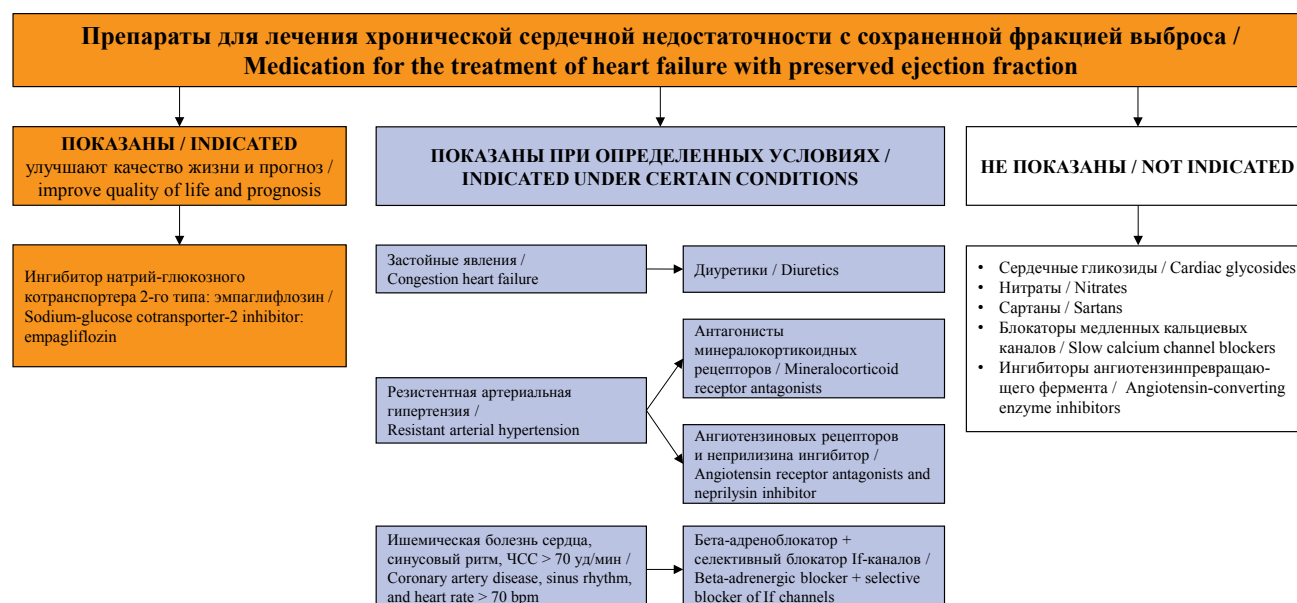 Препараты для лечения хронической сердечной недостаточности с сохраненной фракцией выброса /
Medication for the treatment of heart failure with preserved ejection fraction
ПОКАЗАНЫ / INDICATED
улучшают качество жизни и прогноз /
improve quality of life and prognosis
ПОКАЗАНЫ ПРИ ОПРЕДЕЛЕННЫХ УСЛОВИЯХ /
INDICATED UNDER CERTAIN CONDITIONS
НЕ ПОКАЗАНЫ / NOT INDICATED
Ингибитор натрий-глюкозного
котранспортера 2-го типа: эмпаглифлозин /
Sodium-glucose cotransporter-2 inhibitor:
empagliflozin
Застойные явления /
Congestion heart failure
Диуретики / Diuretics
Резистентная артериальная
гипертензия /
Resistant arterial hypertension
Антагонисты
минералокортикоидных
рецепторов / Mineralocorticoid
receptor antagonists
Ангиотензиновых рецепторов
и неприлизина ингибитор /
Angiotensin receptor antagonists and
neprilysin inhibitor
Ишемическая болезнь сердца,
синусовый ритм, ЧСС > 70 уд/мин /
Coronary artery disease, sinus rhythm,
and heart rate > 70 bpm
Бета-адреноблокатор +
селективный блокатор If-каналов /
Beta-adrenergic blocker + selective
blocker of If channels
• Сердечные гликозиды / Cardiac glycosides
• Нитраты / Nitrates
• Сартаны / Sartans
• Блокаторы медленных кальциевых
каналов / Slow calcium channel blockers
• Ингибиторы ангиотензинпревращаю-
щего фермента / Angiotensin-converting
enzyme inhibitors